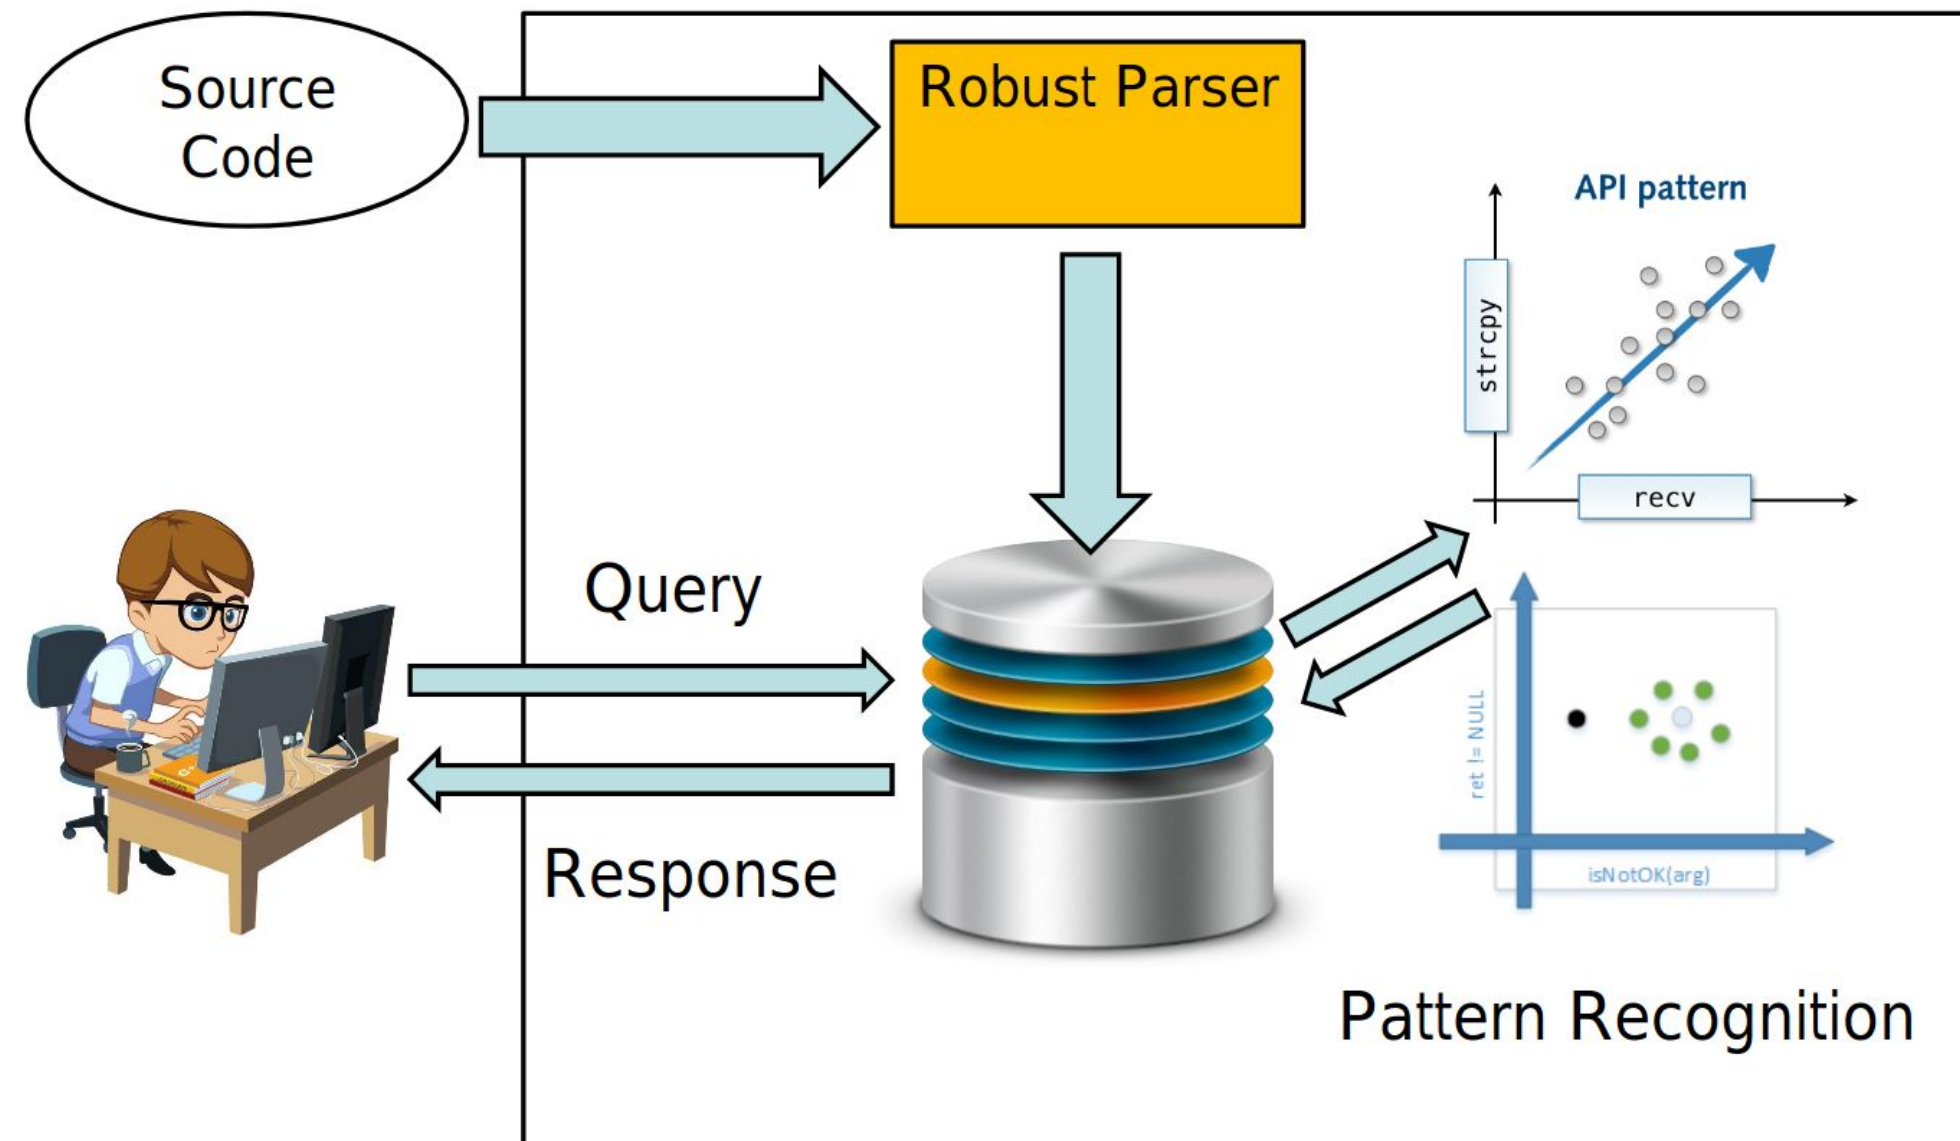 Source
Code
Robust Parser
API pattern
strcpy
recv
Query
Response
ret != NULL
isNotOK(arg)
Pattern Recognition